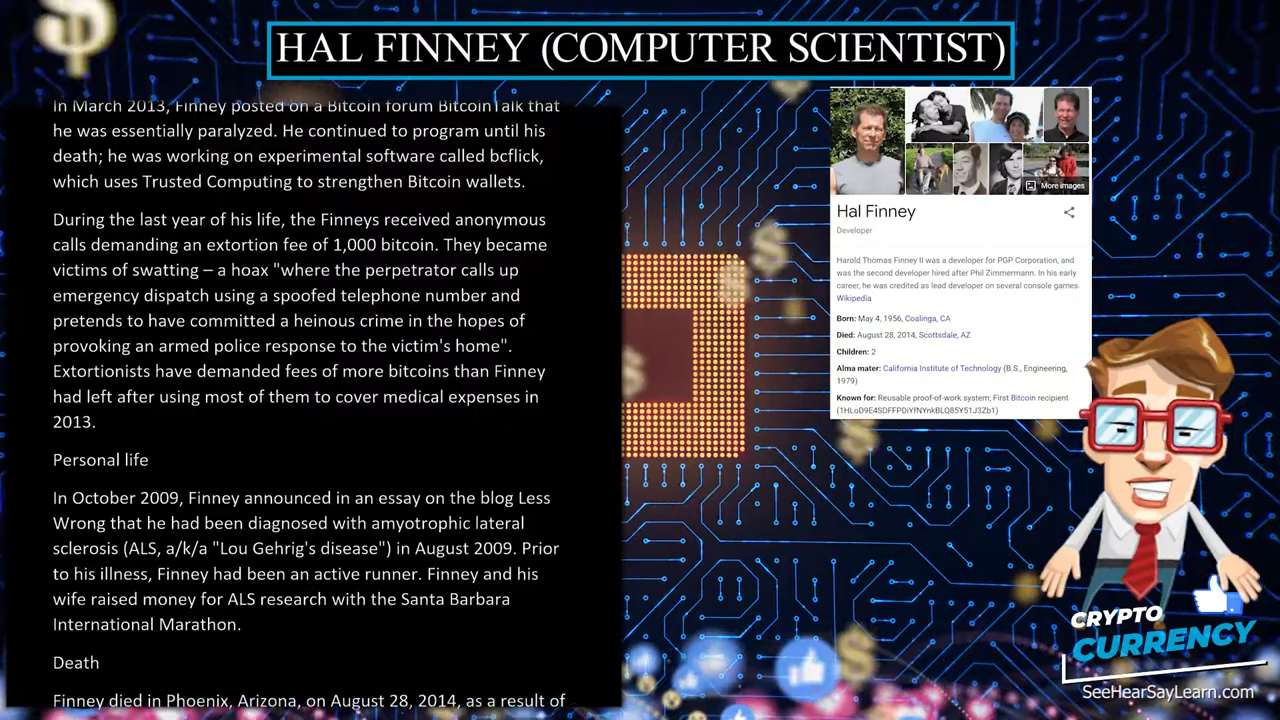 HAL FINNEY (COMPUTER SCIENTIST)
In March 2013, Finney posted on a Bitcoin forum BitcoinTalk that
he was essentially paralyzed. He continued to program until his
death; he was working on experimental software called bcflick,
which uses Trusted Computing to strengthen Bitcoin wallets.
During the last year of his life, the Finneys received anonymous
calls demanding an extortion fee of 1,000 bitcoin. They became
victims of swatting – a hoax "where the perpetrator calls up
emergency dispatch using a spoofed telephone number and
pretends to have committed a heinous crime in the hopes of
provoking an armed police response to the victim's home".
Extortionists have demanded fees of more bitcoins than Finney
had left after using most of them to cover medical expenses in
2013.
Personal life
In October 2009, Finney announced in an essay on the blog Less
Wrong that he had been diagnosed with amyotrophic lateral
sclerosis (ALS, a/k/a "Lou Gehrig's disease") in August 2009. Prior
to his illness, Finney had been an active runner. Finney and his
wife raised money for ALS research with the Santa Barbara
International Marathon.
Death
Finney died in Phoenix, Arizona, on August 28, 2014, as a result of
More images
Hal Finney
Developer
Harold Thomas Finney II was a developer for PGP Corporation, and
was the second developer hired after Phil Zimmermann. In his early
career, he was credited as lead developer on several console games.
Wikipedia
Born: May 4, 1956, Coalinga, CA
Died: August 28, 2014, Scottsdale, AZ
Children: 2
Alma mater: California Institute of Technology (B.S., Engineering,
1979)
Known for: Reusable proof-of-work system; First Bitcoin recipient
CRYPTO
CURRENCY
SeeHearSayLearn.com